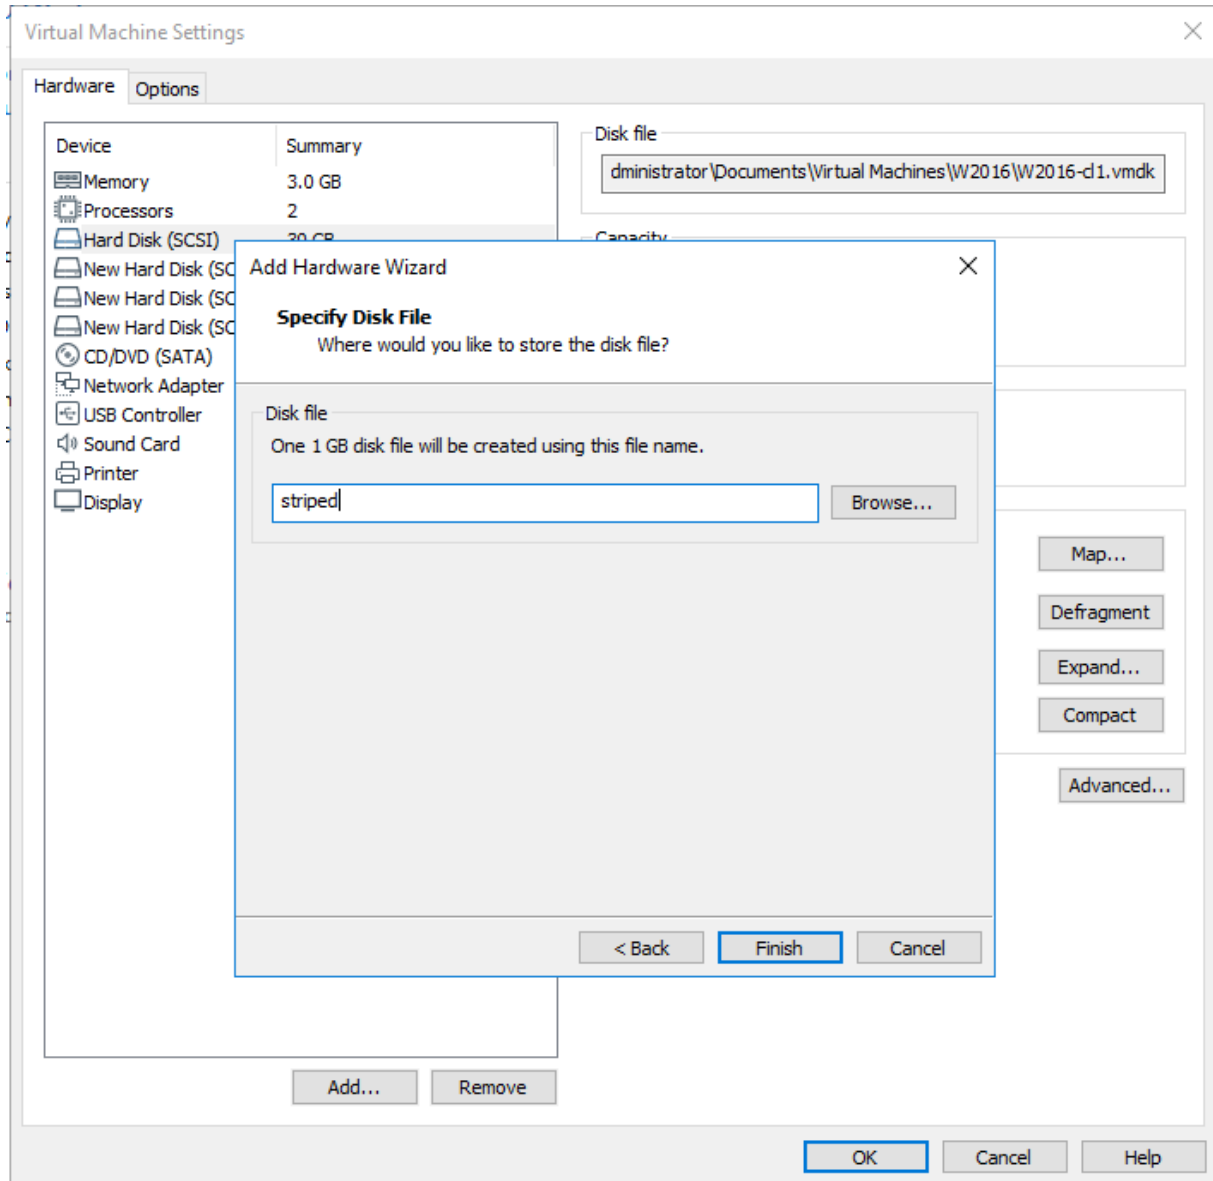 Virtual Machine Settings
Hardware
Options
Device Summary
Memory 3.0 GB
Processors 2
Hard Disk (SCSI) 30 GB
New Hard Disk (SC
New Hard Disk (SC
New Hard Disk (SC
CD/DVD (SATA)
Network Adapter
USB Controller
Sound Card
Printer
Display
Add...
Remove
Disk file
dministrator\Documents\Virtual Machines\W2016\W2016-cl1.vmdk
Capacity
Add Hardware Wizard
Specify Disk File
Where would you like to store the disk file?
Disk file
One 1 GB disk file will be created using this file name.
striped
Browse...
< Back
Finish
Cancel
Map...
Defragment
Expand...
Compact
Advanced...
OK
Cancel
Help